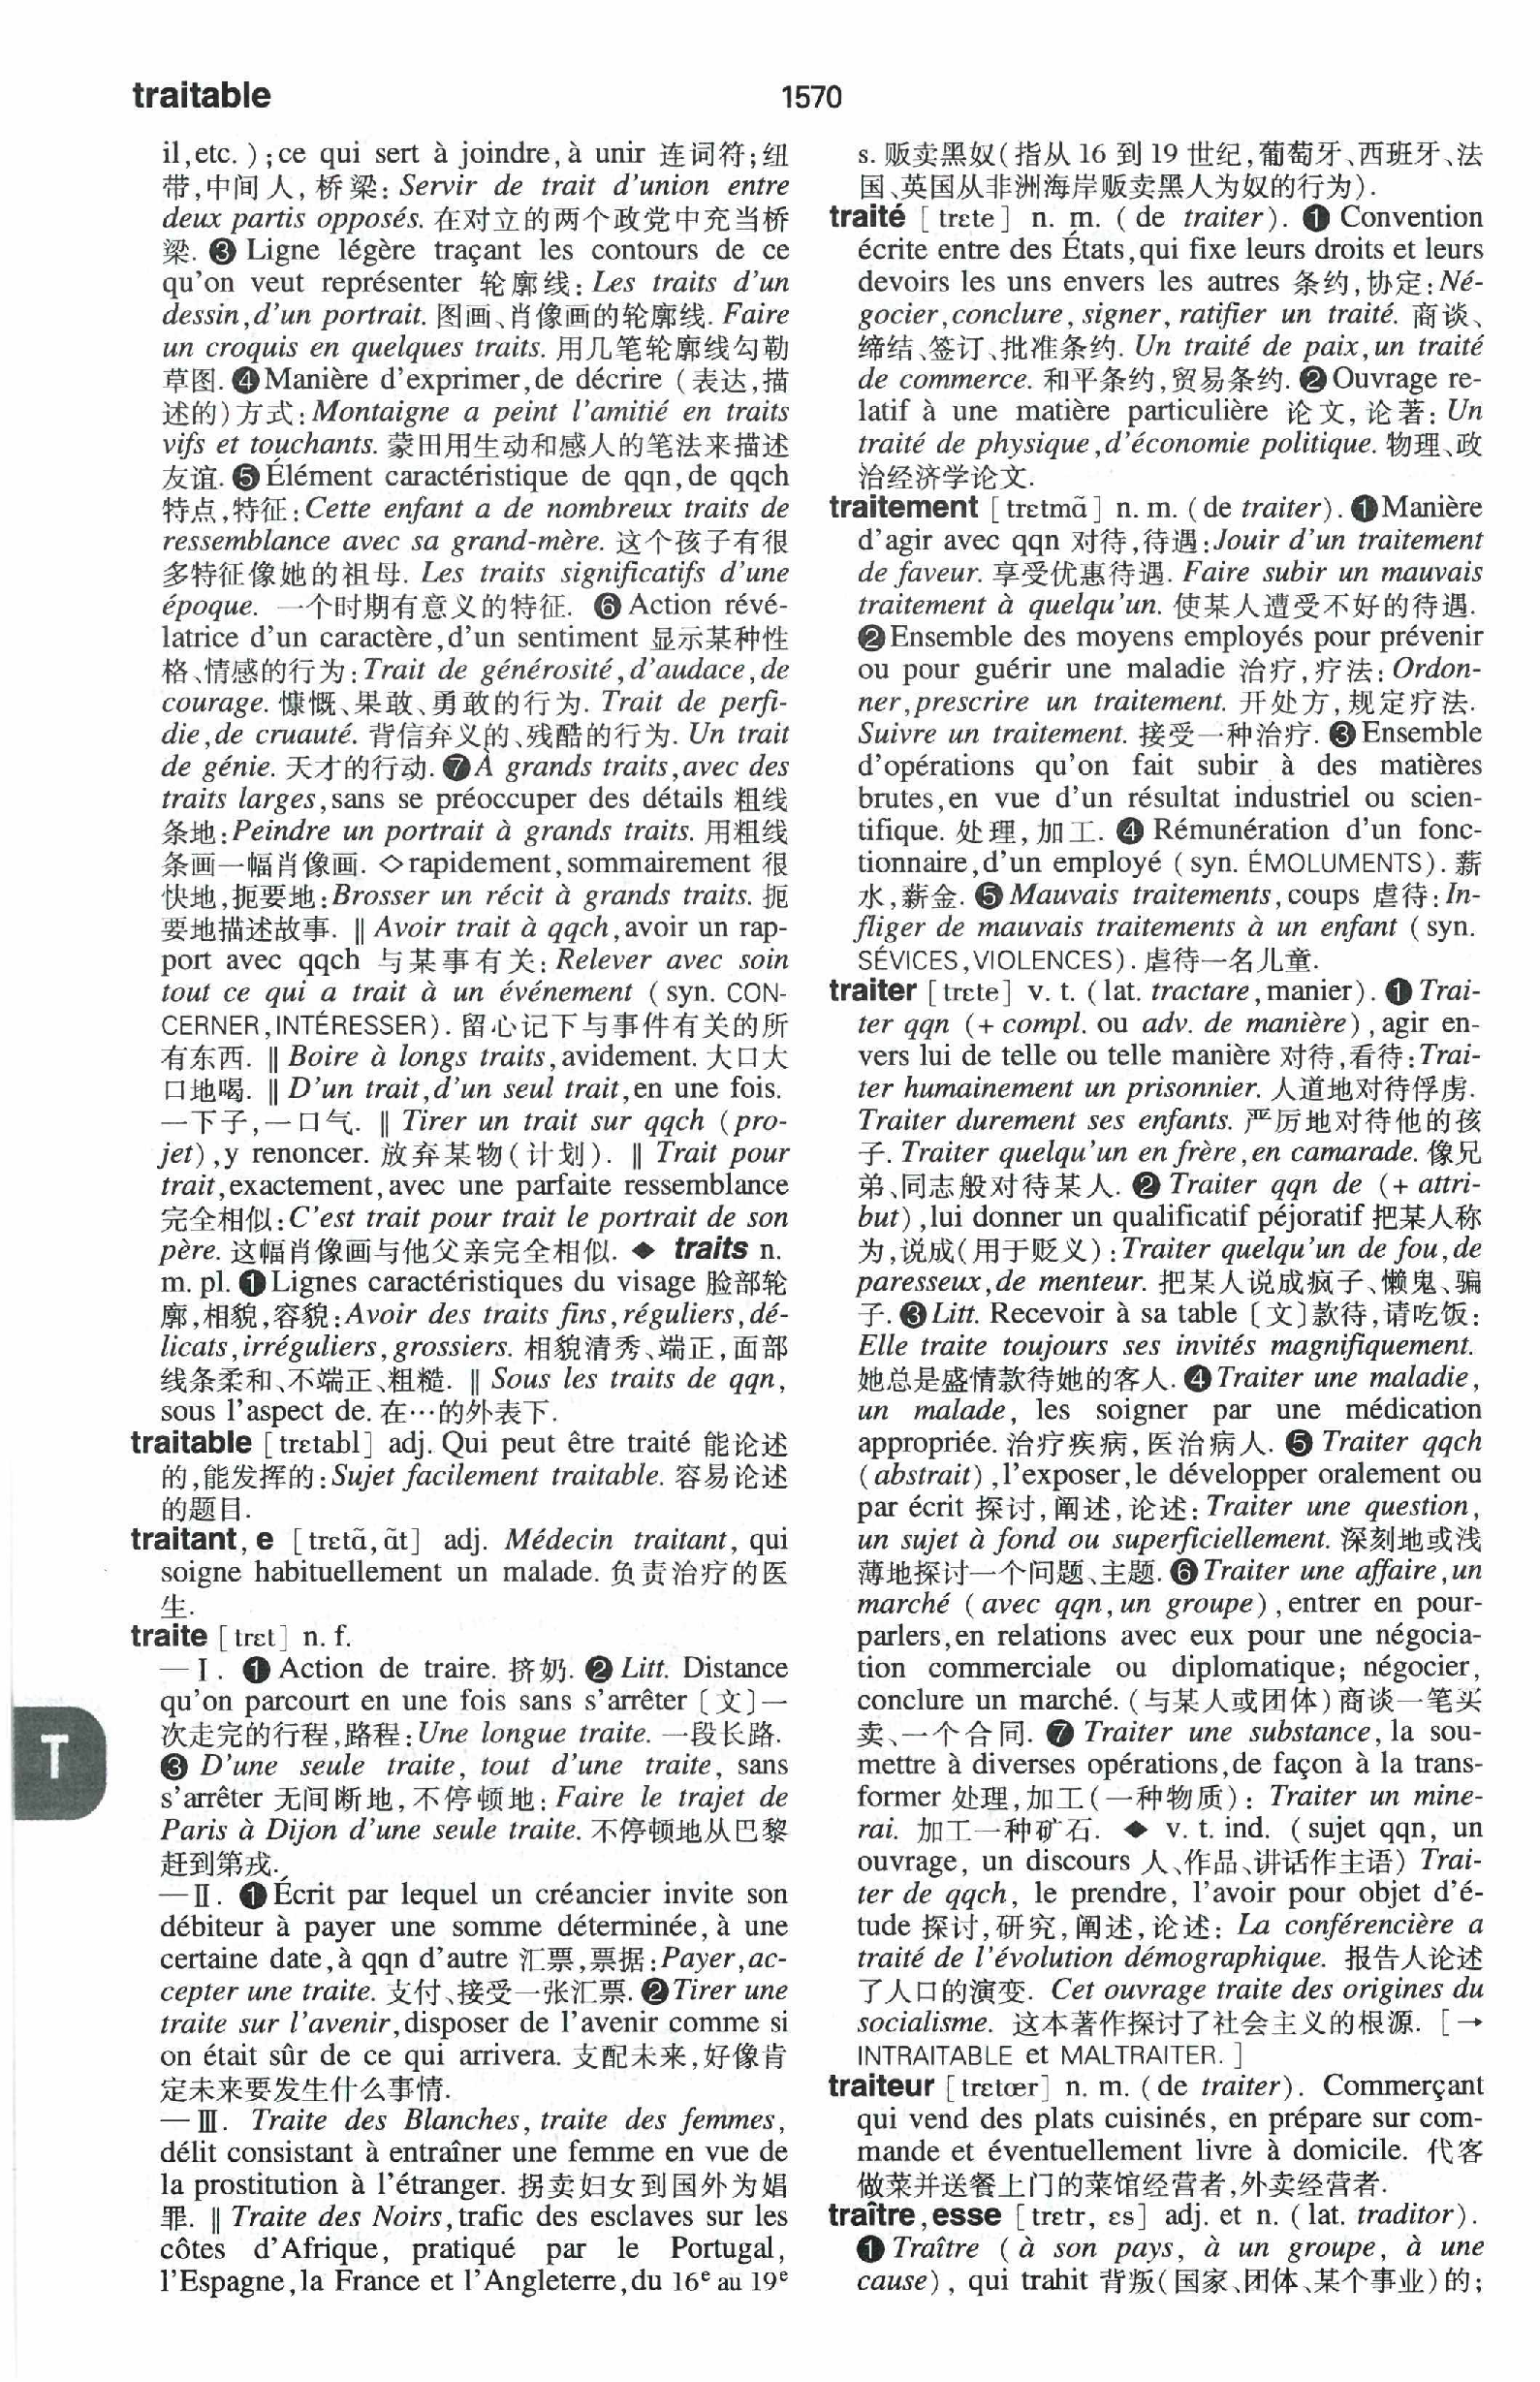 traitable
1570
il,etc. );ce qui sert à joindre,à unir 连词符;纽
带,中间人,桥梁: Servir de trait d'union entre
deux partis opposés. 在对立的两个政党中充当桥
梁. ❸ Ligne légère traçant les contours de ce
qu'on veut représenter 轮廓线: Les traits d'un
dessin,d'un portrait. 图画、肖像画的轮廓线. Faire
un croquis en quelques traits. 用几笔轮廓线勾勒
草图. ❹Manière d'exprimer,de décrire (表达,描
述的)方式:Montaigne a peint l'amitié en traits
vifs et touchants. 蒙田用生动和感人的笔法来描述
友谊. ❺Élément caractéristique de qqn,de qqch
特点,特征:Cette enfant a de nombreux traits de
ressemblance avec sa grand-mère. 这个孩子有很
多特征像她的祖母. Les traits significatifs d'une
époque. 一个时期有意义的特征. ❻Action révé-
latrice d'un caractère,d'un sentiment 显示某种性
格、情感的行为:Trait de générosité,d'audace,de
courage. 慷慨、果敢、勇敢的行为. Trait de perfi-
die,de cruauté. 背信弃义的、残酷的行为. Un trait
de génie. 天才的行动. ❼À grands traits,avec des
traits larges,sans se préoccuper des détails 粗线
条地:Peindre un portrait à grands traits. 用粗线
条画一幅肖像画. ◇rapidement,sommairement 很
快地,扼要地:Brosser un récit à grands traits. 扼
要地描述故事. ‖ Avoir trait à qqch,avoir un rap-
port avec qqch 与某事有关: Relever avec soin
tout ce qui a trait à un événement (syn. CON-
CERNER,INTÉRESSER). 留心记下与事件有关的所
有东西. ‖ Boire à longs traits,avidement. 大口大
口地喝. ‖ D'un trait,d'un seul trait,en une fois.
一下子,一口气. ‖ Tirer un trait sur qqch (pro-
jet),y renoncer. 放弃某物(计划). ‖ Trait pour
trait,exactement,avec une parfaite ressemblance
完全相似:C'est trait pour trait le portrait de son
père. 这幅肖像画与他父亲完全相似. ◆ traits n.
m. pl. ❶Lignes caractéristiques du visage 脸部轮
廓,相貌,容貌:Avoir des traits fins,réguliers,dé-
licats,irréguliers,grossiers. 相貌清秀、端正,面部
线条柔和、不端正、粗糙. ‖ Sous les traits de qqn,
sous l'aspect de. 在…的外表下.
traitable [trɛtabl] adj. Qui peut être traité 能论述
的,能发挥的:Sujet facilement traitable. 容易论述
的题目.
traitant, e [trɛtɑ̃,ɑ̃t] adj. Médecin traitant, qui
soigne habituellement un malade. 负责治疗的医
生.
traite [trɛt] n. f.
—Ⅰ. ❶ Action de traire. 挤奶. ❷ Litt. Distance
qu'on parcourt en une fois sans s'arrêter [文]一
次走完的行程,路程:Une longue traite. 一段长路.
❸ D'une seule traite, tout d'une traite, sans
s'arrêter 无间断地,不停顿地: Faire le trajet de
Paris à Dijon d'une seule traite. 不停顿地从巴黎
赶到第戎.
—Ⅱ. ❶Écrit par lequel un créancier invite son
débiteur à payer une somme déterminée, à une
certaine date,à qqn d'autre 汇票,票据:Payer,ac-
cepter une traite. 支付、接受一张汇票. ❷Tirer une
traite sur l'avenir,disposer de l'avenir comme si
on était sûr de ce qui arrivera. 支配未来,好像肯
定未来要发生什么事情.
—Ⅲ. Traite des Blanches, traite des femmes,
délit consistant à entraîner une femme en vue de
la prostitution à l'étranger. 拐卖妇女到国外为娼
罪. ‖ Traite des Noirs,trafic des esclaves sur les
côtes d'Afrique, pratiqué par le Portugal,
l'Espagne,la France et l'Angleterre,du 16ᵉ au 19ᵉ
s. 贩卖黑奴(指从 16 到 19 世纪,葡萄牙、西班牙、法
国、英国从非洲海岸贩卖黑人为奴的行为).
traité [trɛte] n. m. (de traiter). ❶ Convention
écrite entre des États,qui fixe leurs droits et leurs
devoirs les uns envers les autres 条约,协定:Né-
gocier,conclure,signer,ratifier un traité. 商谈、
缔结、签订、批准条约. Un traité de paix,un traité
de commerce. 和平条约,贸易条约. ❷Ouvrage re-
latif à une matière particulière 论文,论著: Un
traité de physique,d'économie politique. 物理、政
治经济学论文.
traitement [trɛtmɑ̃] n. m. (de traiter). ❶Manière
d'agir avec qqn 对待,待遇:Jouir d'un traitement
de faveur. 享受优惠待遇. Faire subir un mauvais
traitement à quelqu'un. 使某人遭受不好的待遇.
❷Ensemble des moyens employés pour prévenir
ou pour guérir une maladie 治疗,疗法: Ordon-
ner,prescrire un traitement. 开处方,规定疗法.
Suivre un traitement. 接受一种治疗. ❸Ensemble
d'opérations qu'on fait subir à des matières
brutes,en vue d'un résultat industriel ou scien-
tifique. 处理,加工. ❹ Rémunération d'un fonc-
tionnaire,d'un employé (syn. ÉMOLUMENTS). 薪
水,薪金. ❺Mauvais traitements,coups 虐待:In-
fliger de mauvais traitements à un enfant (syn.
SÉVICES,VIOLENCES). 虐待一名儿童.
traiter [trɛte] v. t. (lat. tractare,manier). ❶Trai-
ter qqn (+ compl. ou adv. de manière), agir en-
vers lui de telle ou telle manière 对待,看待:Trai-
ter humainement un prisonnier. 人道地对待俘虏.
Traiter durement ses enfants. 严厉地对待他的孩
子. Traiter quelqu'un en frère,en camarade. 像兄
弟、同志般对待某人. ❷ Traiter qqn de (+ attri-
but),lui donner un qualificatif péjoratif 把某人称
为,说成(用于贬义):Traiter quelqu'un de fou,de
paresseux,de menteur. 把某人说成疯子、懒鬼、骗
子. ❸Litt. Recevoir à sa table [文]款待,请吃饭:
Elle traite toujours ses invités magnifiquement.
她总是盛情款待她的客人. ❹Traiter une maladie,
un malade, les soigner par une médication
appropriée. 治疗疾病,医治病人. ❺ Traiter qqch
(abstrait),l'exposer,le développer oralement ou
par écrit 探讨,阐述,论述: Traiter une question,
un sujet à fond ou superficiellement. 深刻地或浅
薄地探讨一个问题、主题. ❻Traiter une affaire,un
marché (avec qqn,un groupe),entrer en pour-
parlers,en relations avec eux pour une négocia-
tion commerciale ou diplomatique; négocier,
conclure un marché. (与某人或团体)商谈一笔买
卖、一个合同. ❼ Traiter une substance, la sou-
mettre à diverses opérations,de façon à la trans-
former 处理,加工(一种物质): Traiter un mine-
rai. 加工一种矿石. ◆ v. t. ind. (sujet qqn, un
ouvrage, un discours 人、作品、讲话作主语) Trai-
ter de qqch, le prendre, l'avoir pour objet d'é-
tude 探讨,研究,阐述,论述: La conférencière a
traité de l'évolution démographique. 报告人论述
了人口的演变. Cet ouvrage traite des origines du
socialisme. 这本著作探讨了社会主义的根源. [→
INTRAITABLE et MALTRAITER. ]
traiteur [trɛtœr] n. m. (de traiter). Commerçant
qui vend des plats cuisinés, en prépare sur com-
mande et éventuellement livre à domicile. 代客
做菜并送餐上门的菜馆经营者,外卖经营者.
traître,esse [trɛtr, ɛs] adj. et n. (lat. traditor).
❶Traître (à son pays, à un groupe, à une
cause), qui trahit 背叛(国家、团体、某个事业)的;
T